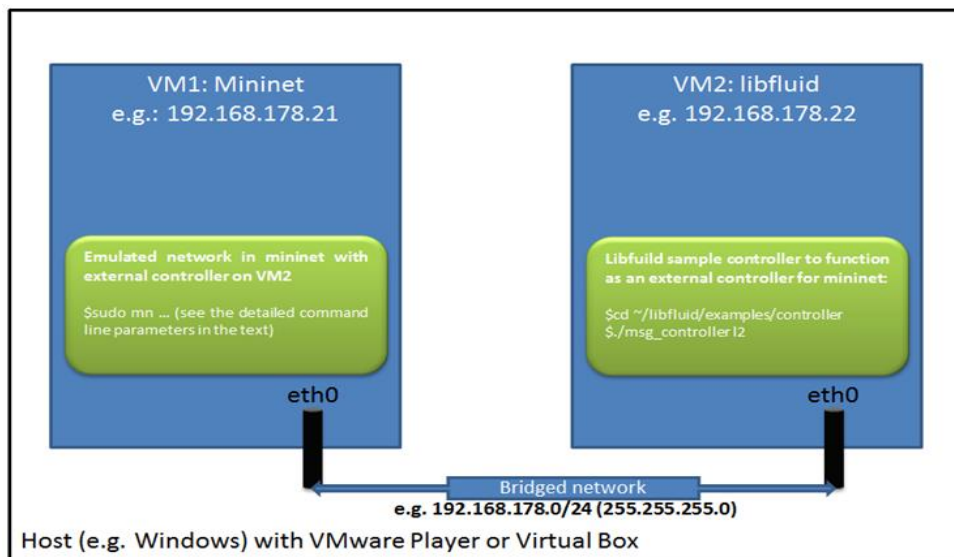 VM1: Mininet
e.g.: 192.168.178.21
Emulated network in mininet with
external controller on VM2
$sudo mn ... (see the detailed command
line parameters in the text)
eth0
VM2: libfluid
e.g. 192.168.178.22
Libfuild sample controller to function
as an external controller for mininet:
$cd ~/libfluid/examples/controller
$./msg_controller l2
eth0
Bridged network
e.g. 192.168.178.0/24 (255.255.255.0)
Host (e.g. Windows) with VMware Player or Virtual Box